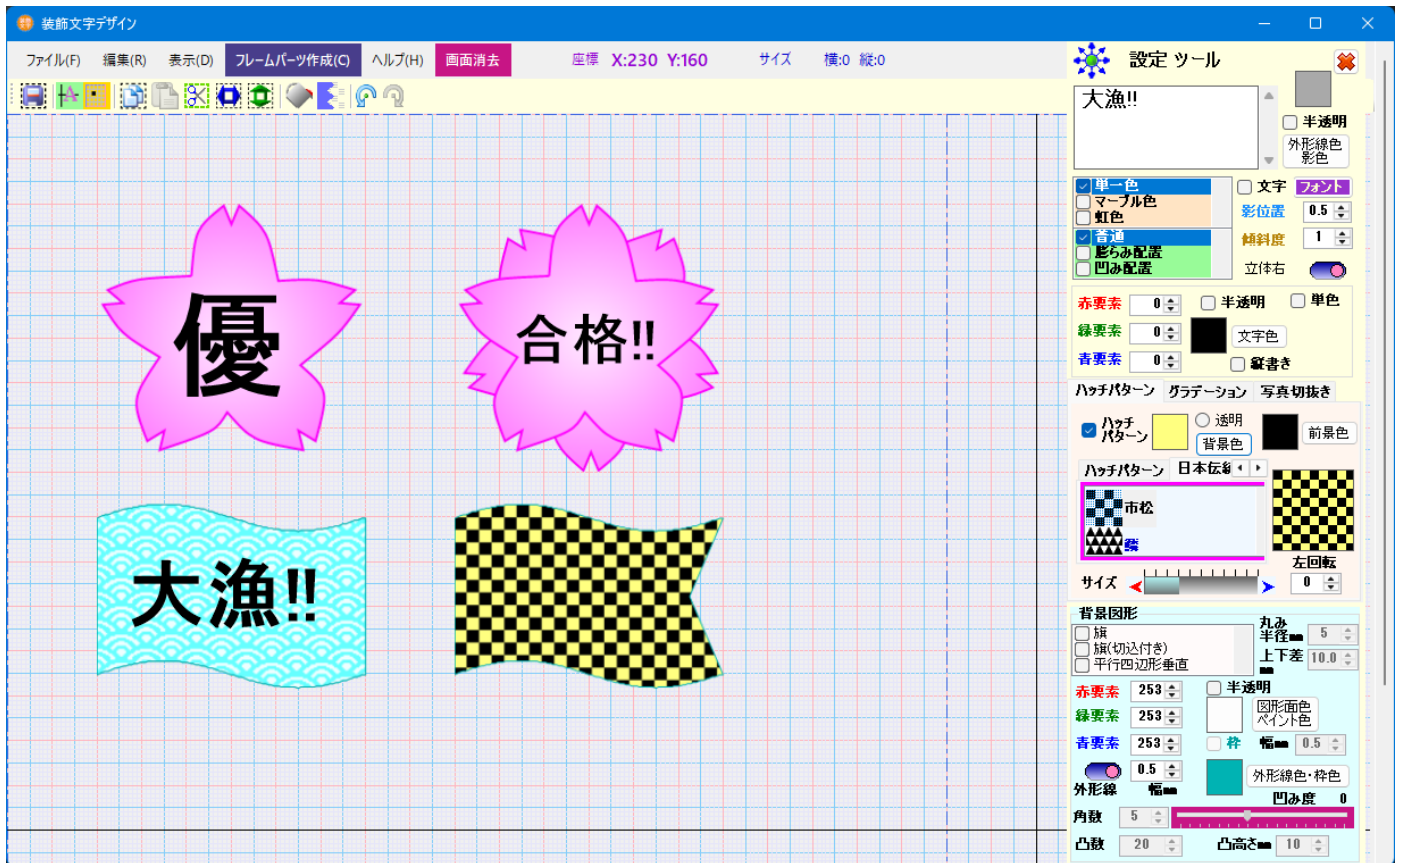 装飾文字デザイン
ファイル(F) 編集(R) 表示(D) フレームパーツ作成(C) ヘルプ(H) 画面消去 座標 X:230 Y:160 サイズ 横:0 縦:0
設定 ツール
大漁!!
半透明
外形線色
影色
単一色
マーブル色
虹色
文字 フォント
影位置 0.5
普通
膨らみ配置
凹み配置
傾斜度 1
立体右
赤要素 0 半透明 単色
緑要素 0 文字色
青要素 0 縦書き
ハッチパターン グラデーション 写真切抜き
ハッチ
パターン
透明
背景色
前景色
ハッチパターン 日本伝統
市松
鱗
左回転
サイズ 0
背景図形
旗
旗(切込付き)
平行四辺形垂直
丸み
半径mm 5
上下差 10.0
mm
赤要素 253 半透明
緑要素 253 図形面色
ペイント色
青要素 253 枠 幅mm 0.5
0.5
外形線 幅mm
外形線色・枠色
凹み度 0
角数 5
凸数 20 凸高さmm 10
優
合格!!
大漁!!